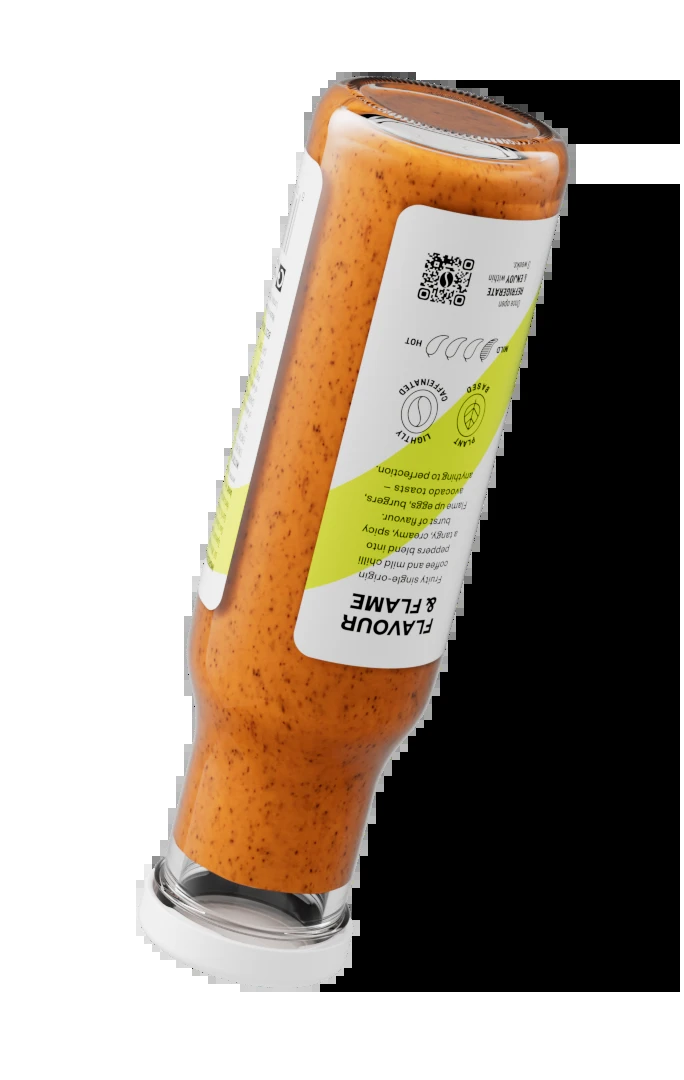 FLAVOUR
& FLAME
Fruity single-origin
coffee and mild chilli
peppers blend into
a tangy, creamy, spicy
burst of flavour.
Flame up eggs, burgers,
avocado toasts –
anything to perfection.
PLANT BASED
LIGHTLY CAFFEINATED
MILD
HOT
Once open
REFRIGERATE
& ENJOY within
weeks.